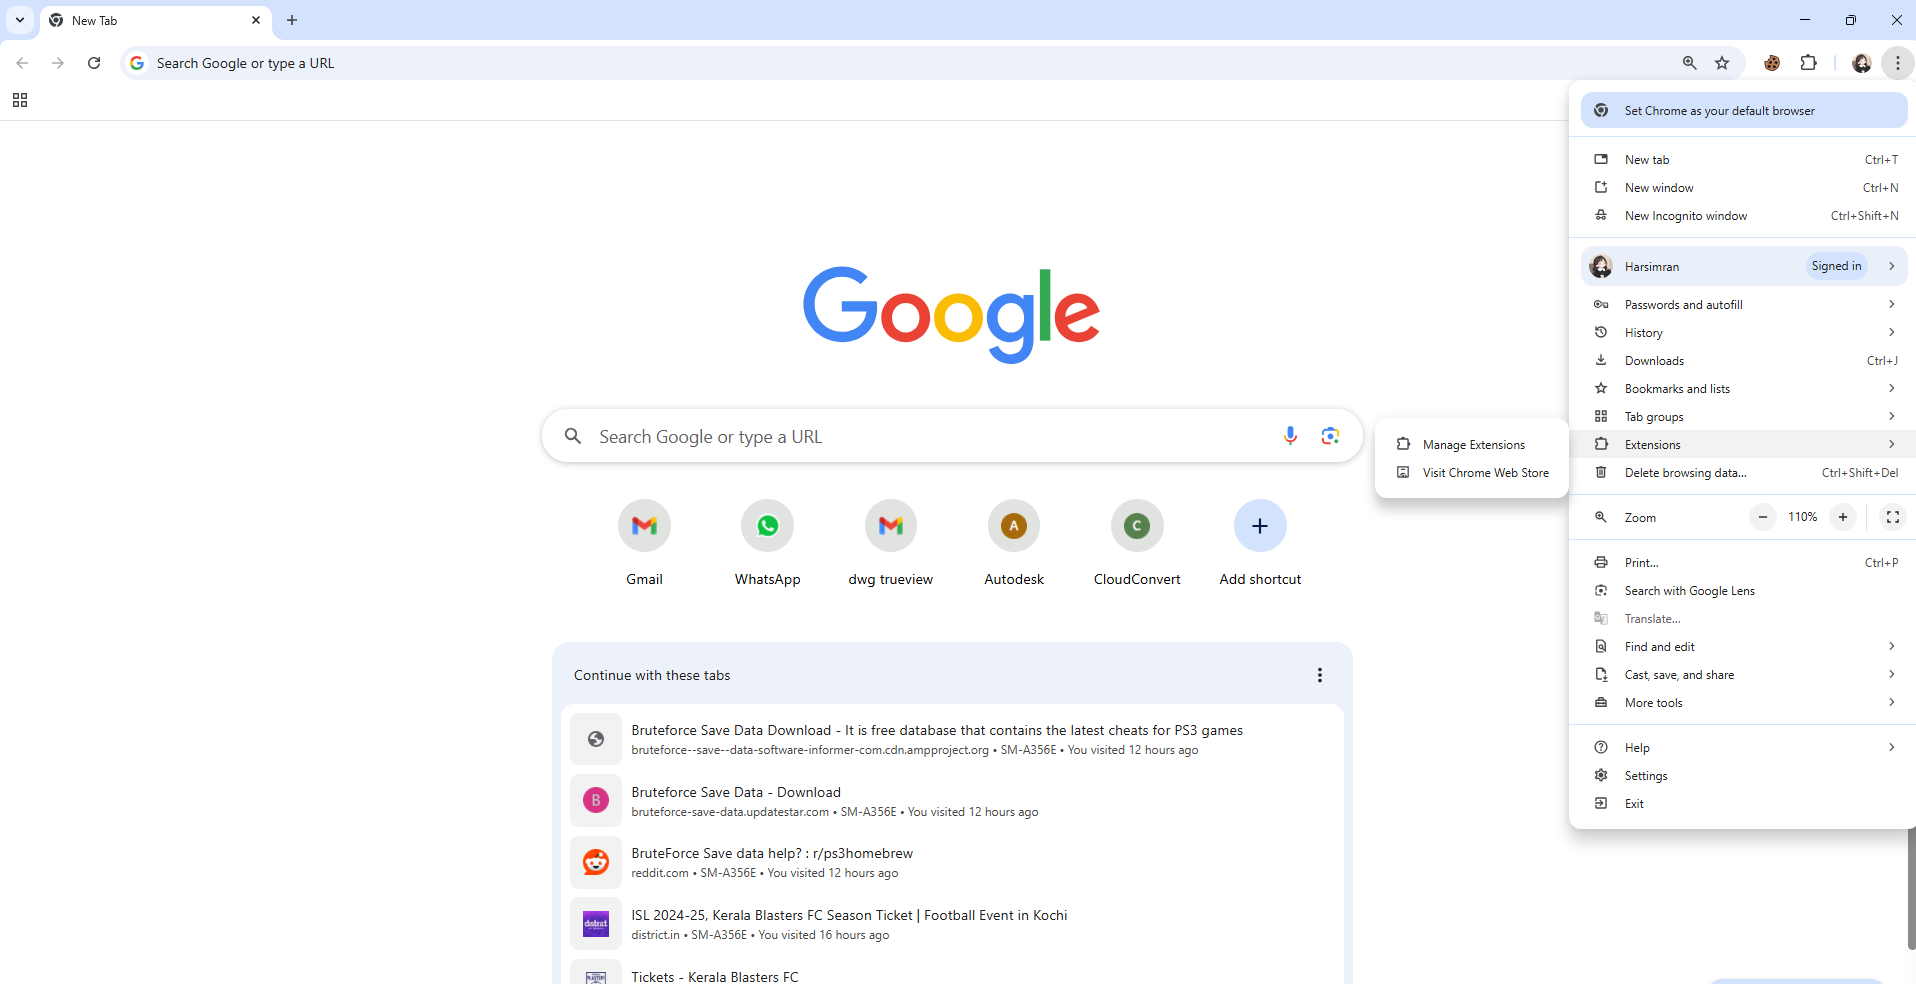 New Tab
Search Google or type a URL
Set Chrome as your default browser
New tab Ctrl+T
New window Ctrl+N
New Incognito window Ctrl+Shift+N
Harsimran Signed in
Passwords and autofill
History
Downloads Ctrl+J
Bookmarks and lists
Tab groups
Extensions
Delete browsing data... Ctrl+Shift+Del
Zoom 110%
Print... Ctrl+P
Search with Google Lens
Translate...
Find and edit
Cast, save, and share
More tools
Help
Settings
Exit
Manage Extensions
Visit Chrome Web Store
Google
Search Google or type a URL
Gmail
WhatsApp
dwg trueview
A
Autodesk
C
CloudConvert
Add shortcut
Continue with these tabs
Bruteforce Save Data Download - It is free database that contains the latest cheats for PS3 games
bruteforce--save--data-software-informer-com.cdn.ampproject.org • SM-A356E • You visited 12 hours ago
B
Bruteforce Save Data - Download
bruteforce-save-data.updatestar.com • SM-A356E • You visited 12 hours ago
BruteForce Save data help? : r/ps3homebrew
reddit.com • SM-A356E • You visited 12 hours ago
district
ISL 2024-25, Kerala Blasters FC Season Ticket | Football Event in Kochi
district.in • SM-A356E • You visited 16 hours ago
Tickets - Kerala Blasters FC